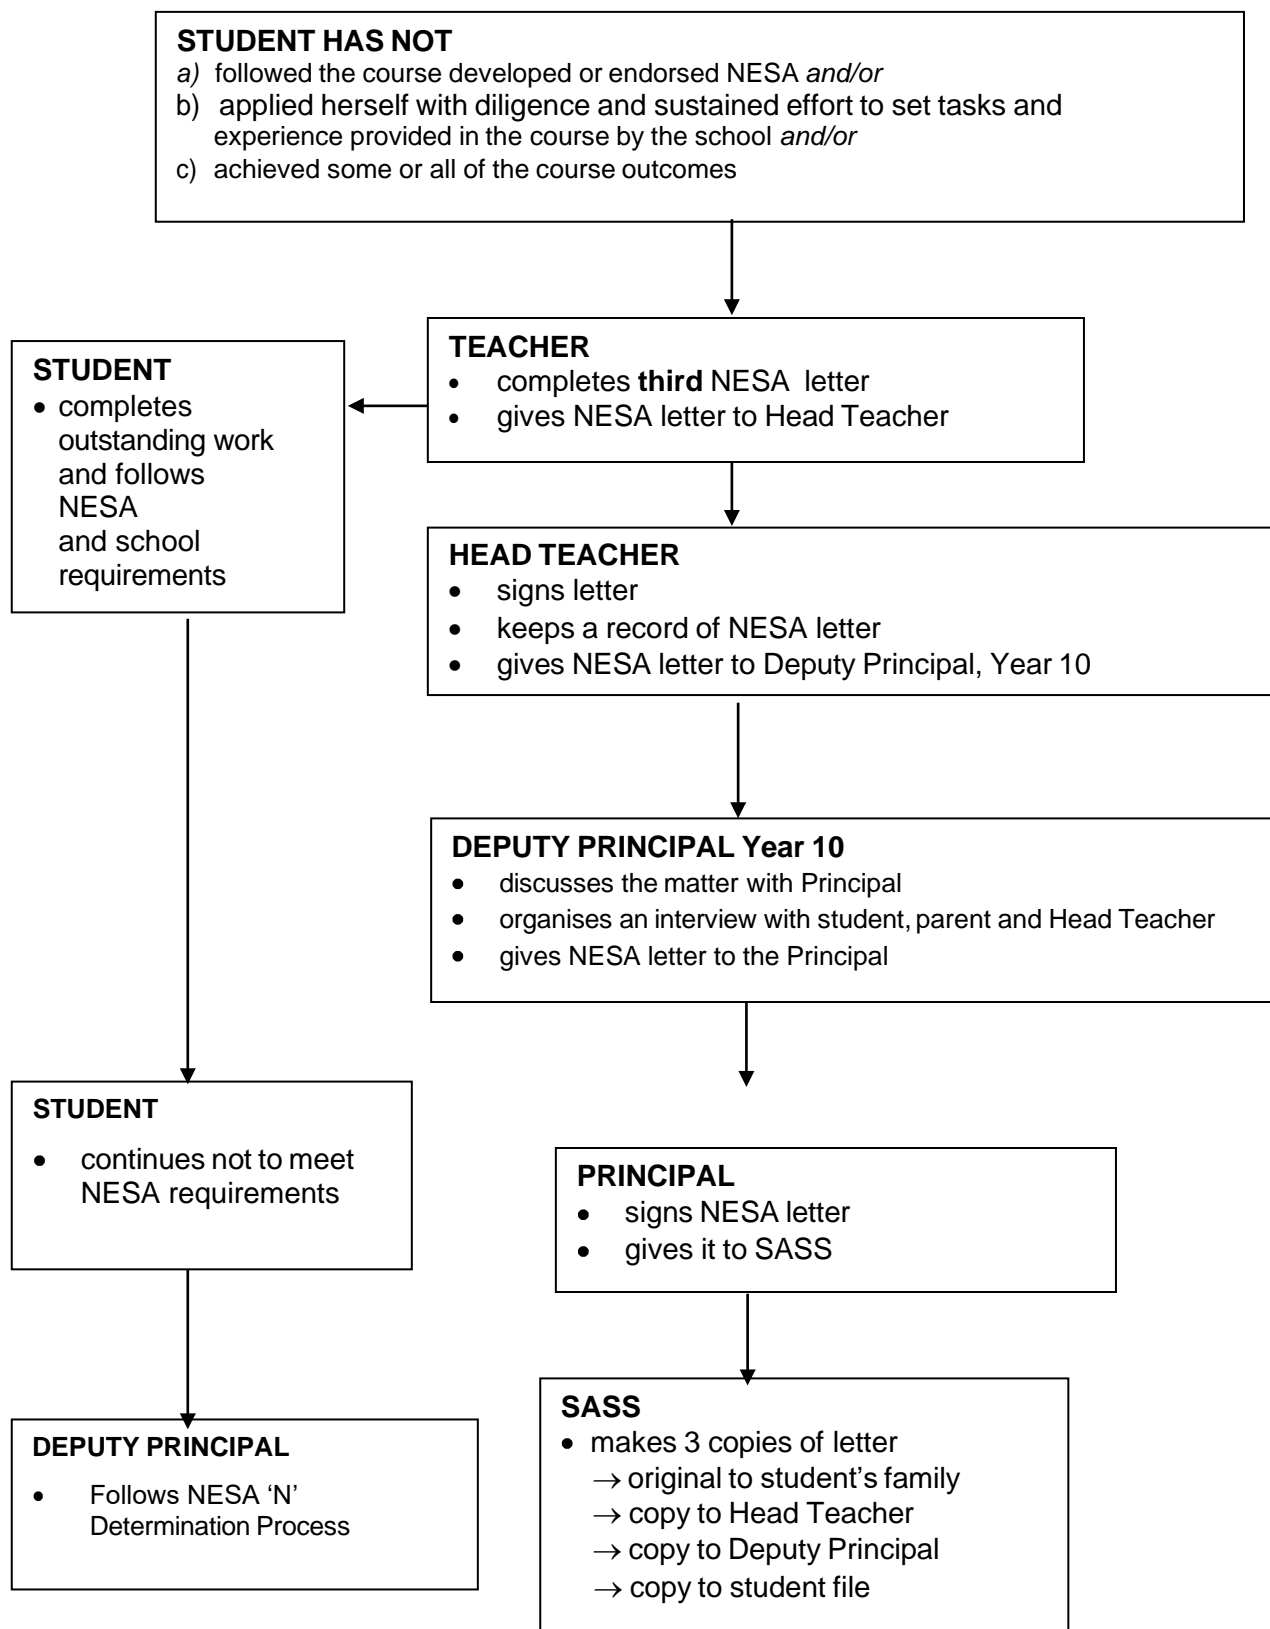 STUDENT HAS NOT
a) followed the course developed or endorsed NESA and/or
b) applied herself with diligence and sustained effort to set tasks and
experience provided in the course by the school and/or
c) achieved some or all of the course outcomes
TEACHER
• completes third NESA letter
• gives NESA letter to Head Teacher
STUDENT
• completes
outstanding work
and follows
NESA
and school
requirements
HEAD TEACHER
• signs letter
• keeps a record of NESA letter
• gives NESA letter to Deputy Principal, Year 10
DEPUTY PRINCIPAL Year 10
• discusses the matter with Principal
• organises an interview with student, parent and Head Teacher
• gives NESA letter to the Principal
STUDENT
• continues not to meet
NESA requirements
PRINCIPAL
• signs NESA letter
• gives it to SASS
DEPUTY PRINCIPAL
• Follows NESA ‘N’
Determination Process
SASS
• makes 3 copies of letter
→ original to student’s family
→ copy to Head Teacher
→ copy to Deputy Principal
→ copy to student file